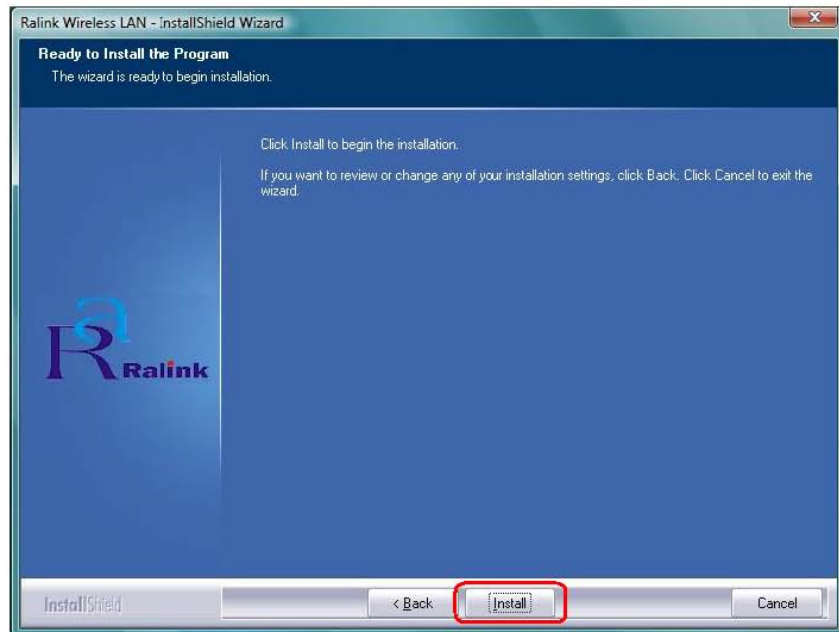 Ralink Wireless LAN - InstallShield Wizard
Ready to Install the Program
The wizard is ready to begin installation.
Click Install to begin the installation.
If you want to review or change any of your installation settings, click Back. Click Cancel to exit the
wizard.
Ra
Ralink
InstallShield
< Back
Install
Cancel